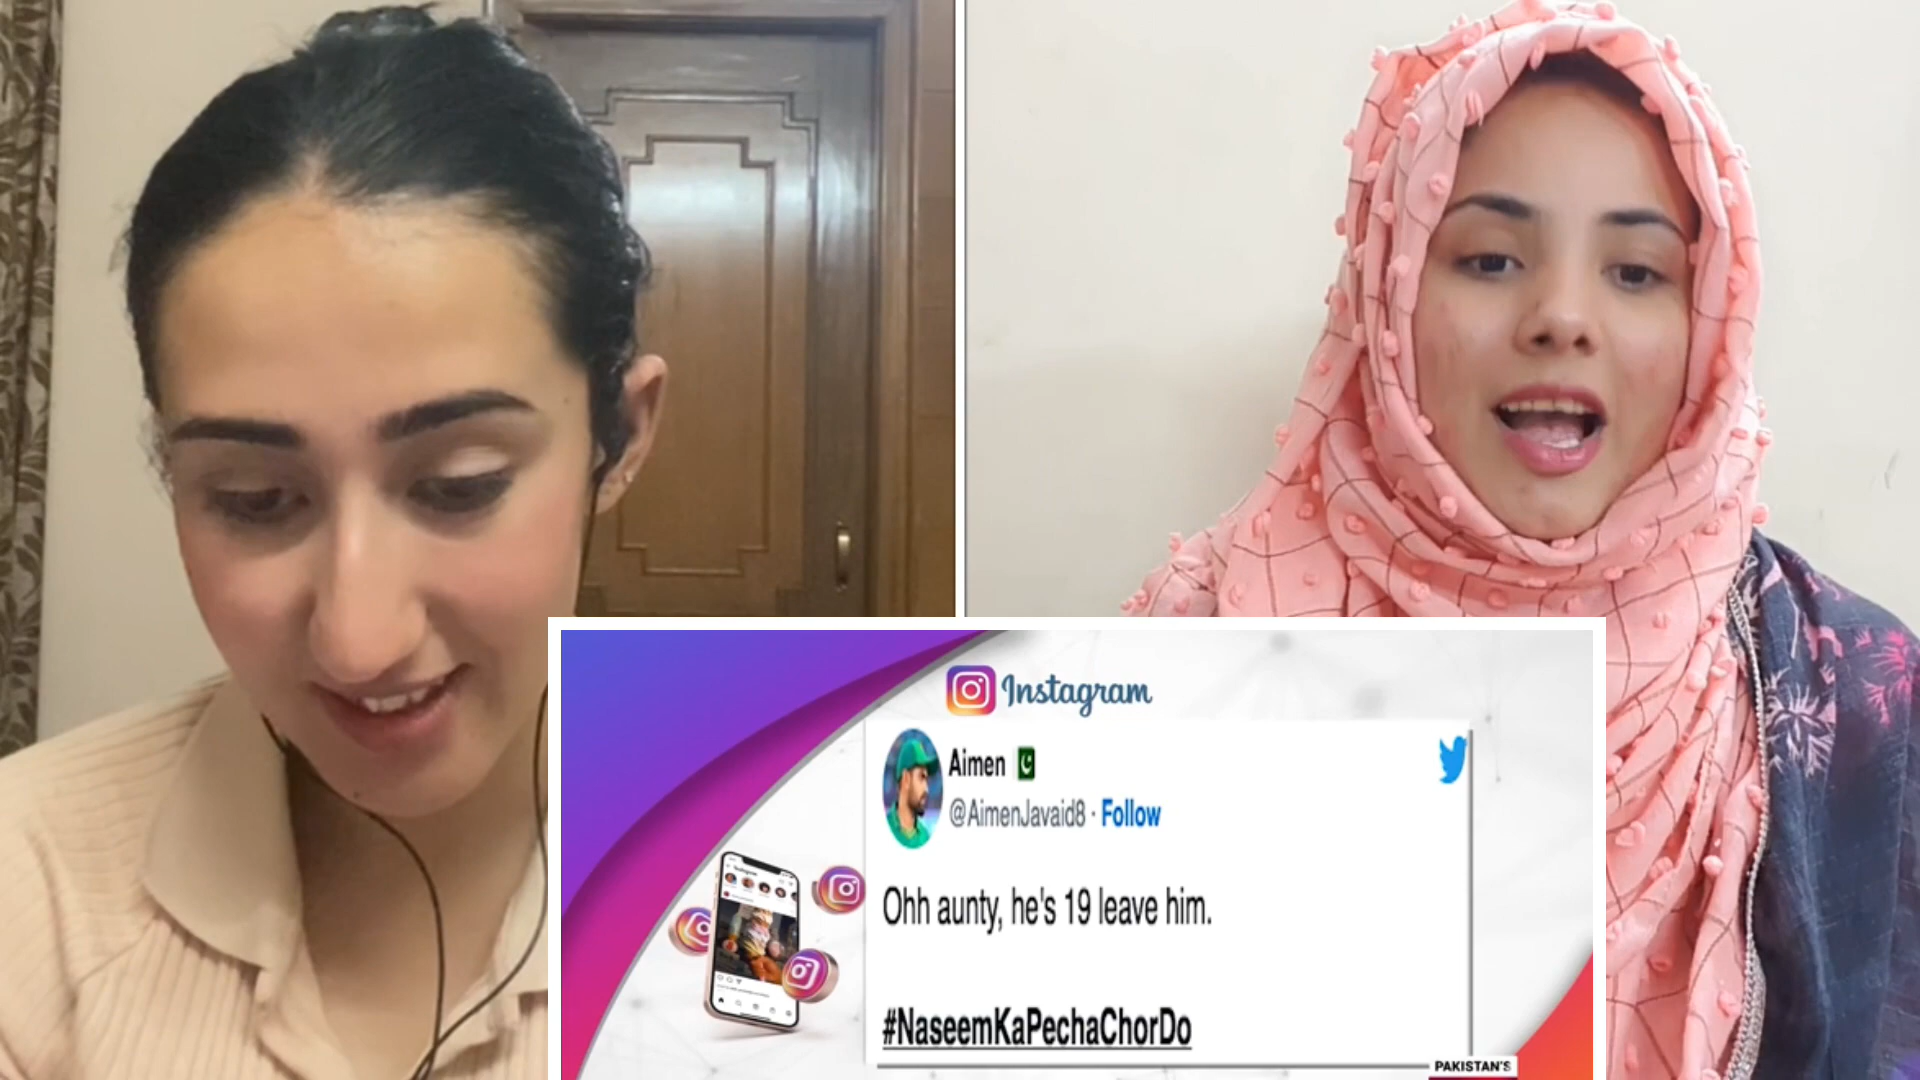 Instagram
Aimen
@AimenJavaid8 · Follow
Ohh aunty, he's 19 leave him.
#NaseemKaPechaChorDo
PAKISTAN'S